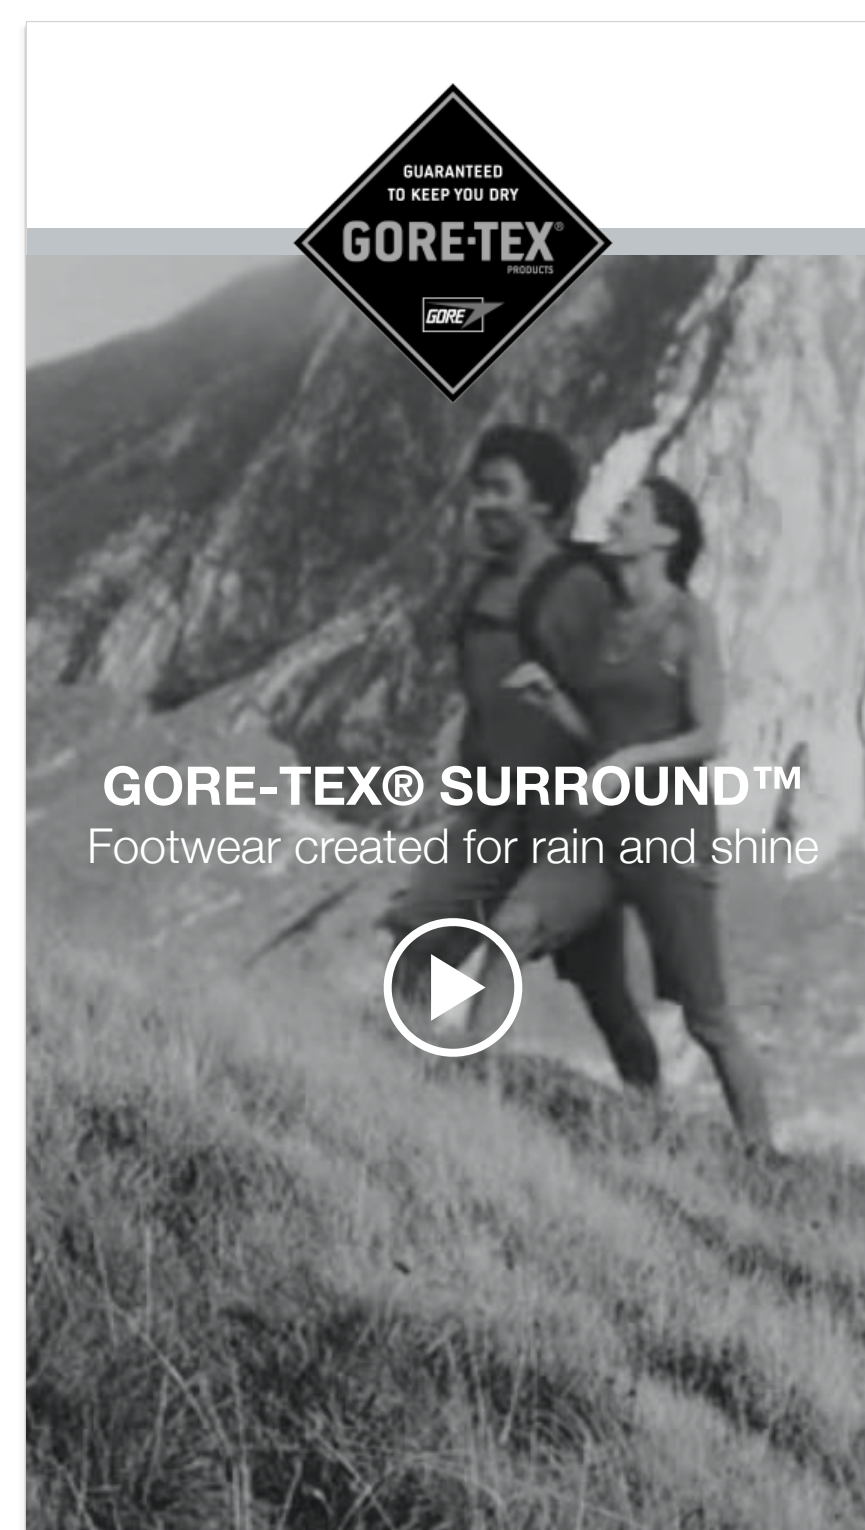 GUARANTEED
TO KEEP YOU DRY
GORE-TEX®
PRODUCTS
GORE
GORE-TEX® SURROUND™
Footwear created for rain and shine